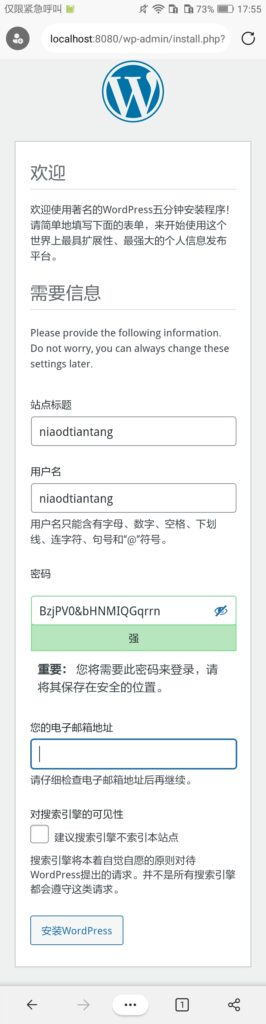 仅限紧急呼叫
73% 17:55
localhost:8080/wp-admin/install.php?
欢迎
欢迎使用著名的WordPress五分钟安装程序！
请简单地填写下面的表单，来开始使用这个
世界上最具扩展性、最强大的个人信息发布
平台。
需要信息
Please provide the following information.
Do not worry, you can always change these
settings later.
站点标题
niaodtiantang
用户名
niaodtiantang
用户名只能含有字母、数字、空格、下划
线、连字符、句号和“@”符号。
密码
BzjPV0&bHNMIQGqrrn
强
重要： 您将需要此密码来登录，请
将其保存在安全的位置。
您的电子邮箱地址
请仔细检查电子邮箱地址后再继续。
对搜索引擎的可见性
建议搜索引擎不索引本站点
搜索引擎将本着自觉自愿的原则对待
WordPress提出的请求。并不是所有搜索引擎
都会遵守这类请求。
安装WordPress
1